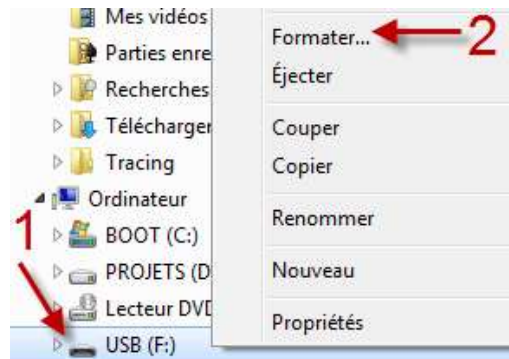 Mes vidéos
Parties enre
Recherches
Télécharger
Tracing
Ordinateur
1
BOOT (C:)
PROJETS (D
Lecteur DVD
USB (F:)
Formater... 2
Éjecter
Couper
Copier
Renommer
Nouveau
Propriétés